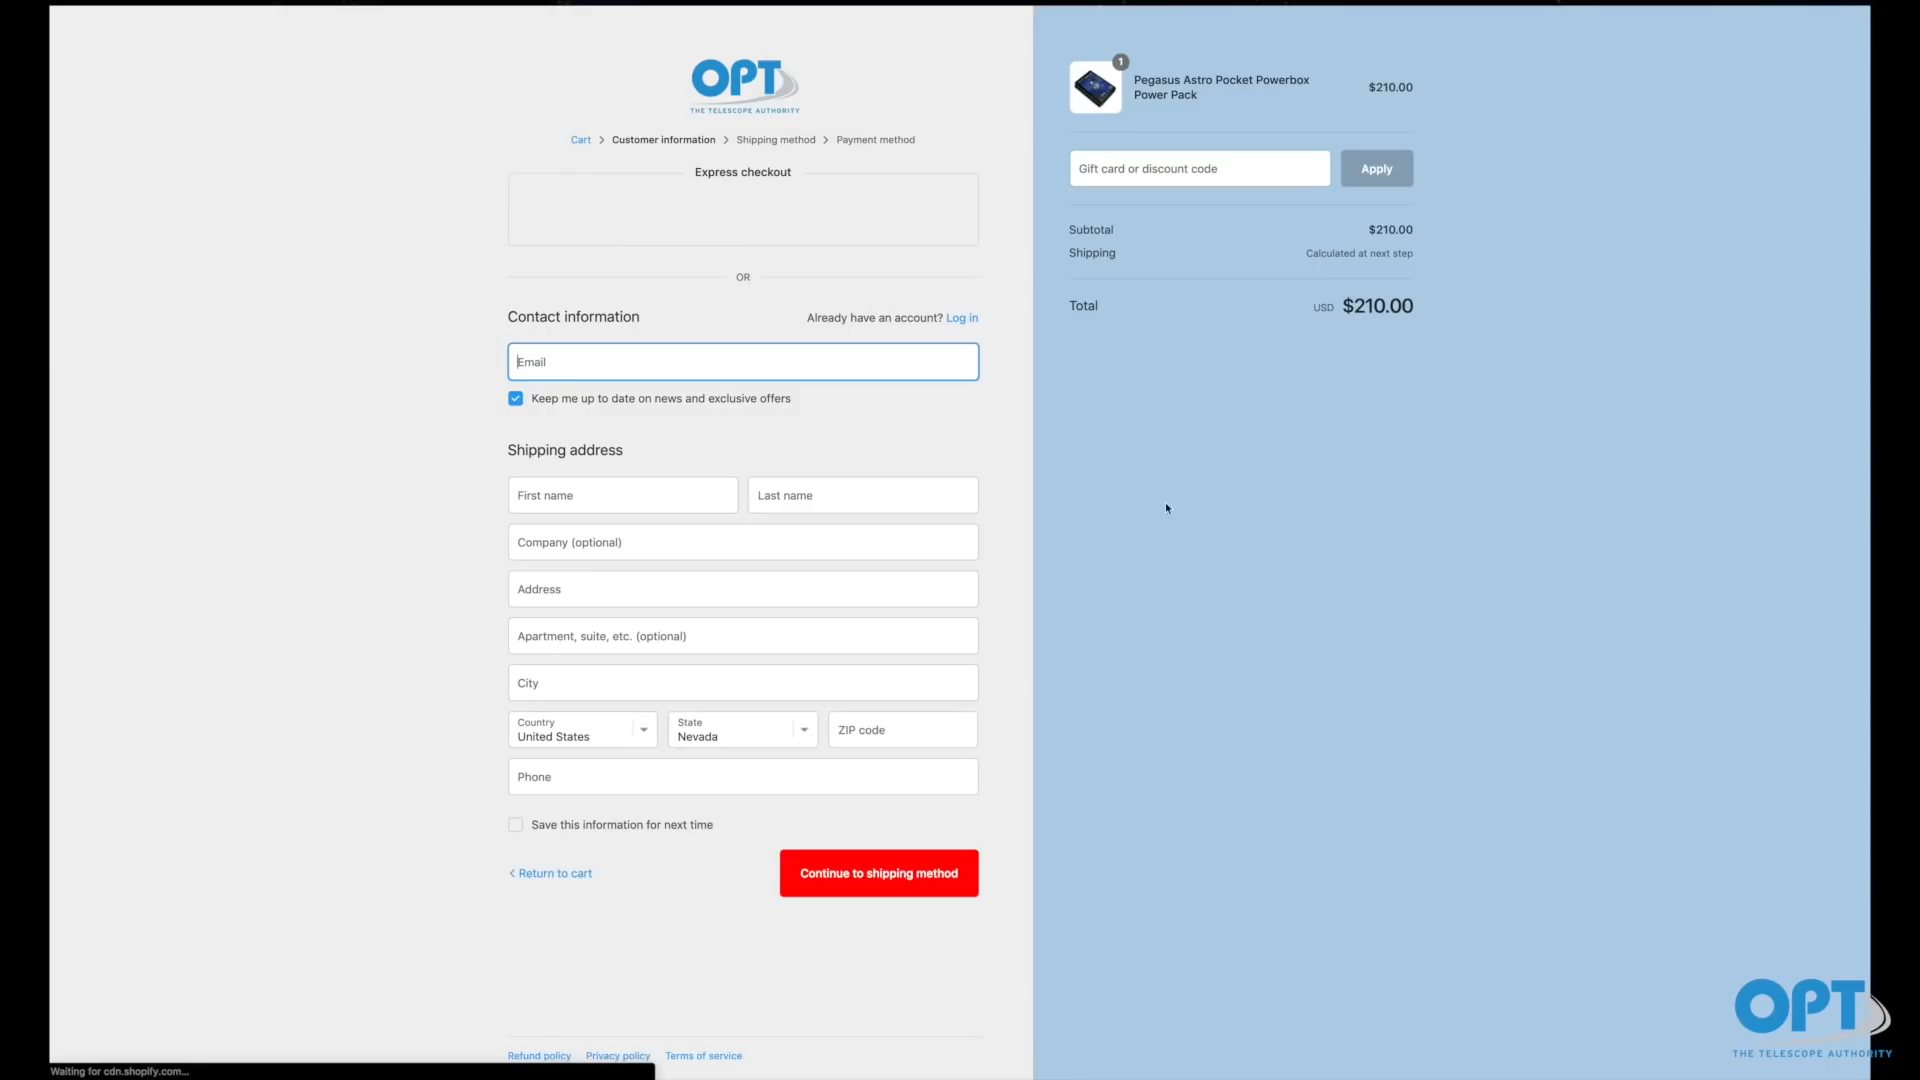 OPT
THE TELESCOPE AUTHORITY
Cart > Customer information > Shipping method > Payment method
Express checkout
OR
Contact information
Already have an account? Log in
Email
Keep me up to date on news and exclusive offers
Shipping address
First name
Last name
Company (optional)
Address
Apartment, suite, etc. (optional)
City
Country
United States
State
Nevada
ZIP code
Phone
Save this information for next time
< Return to cart
Continue to shipping method
Refund policy
Privacy policy
Terms of service
Waiting for cdn.shopify.com...
1
Pegasus Astro Pocket Powerbox
Power Pack
$210.00
Gift card or discount code
Apply
Subtotal
$210.00
Shipping
Calculated at next step
Total
USD $210.00
OPT
THE TELESCOPE AUTHORITY